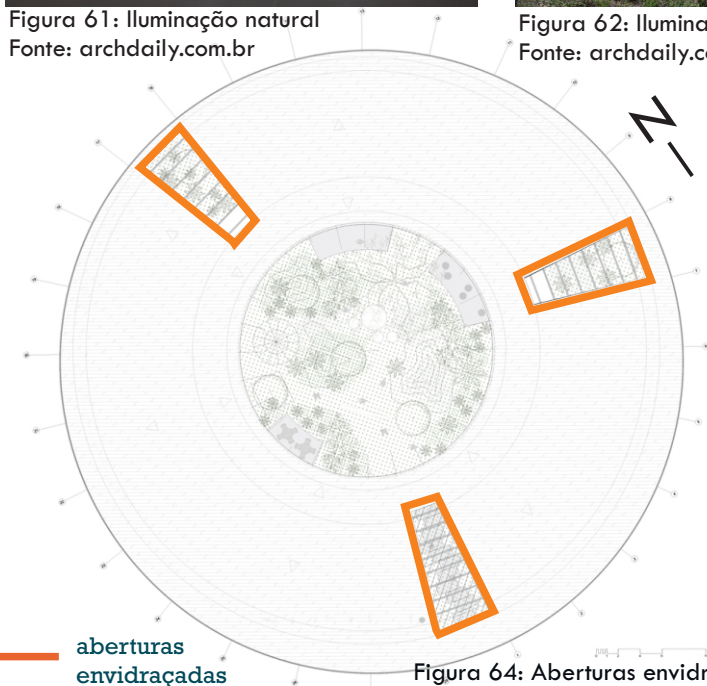 Figura 61: Iluminação natural
Fonte: archdaily.com.br
Figura 62: Ilumina
Fonte: archdaily.co
N
aberturas
envidraçadas
Figura 64: Aberturas envidr